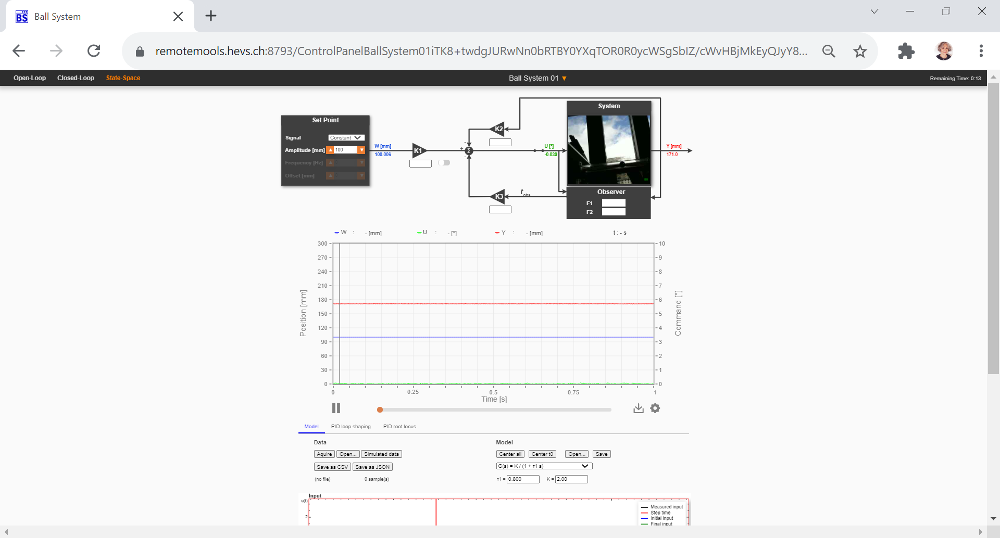 Ball System
remotemools.hevs.ch:8793/ControlPanelBallSystem01iTK8+twdgJURwNn0bRTBY0YXqTOR0R0ycWSgSbIZ/cWvHBjMkEyQJyY8...
Open-Loop Closed-Loop State-Space Ball System 01 ▼ Remaining Time: 0:13
Set Point
Signal Constant
Amplitude [mm] 100
Frequency [Hz]
Offset [mm]
W [mm]
100.006
K1
K2
Σ
K3
U [°]
-0.039
System
Y [mm]
171.0
Observer
F1
F2
W : - [mm] U : - [°] Y : - [mm] t : - s
300
270
240
210
180
150
120
90
60
30
0
Position [mm]
10
9
8
7
6
5
4
3
2
1
0
Command [°]
0 0.25 0.5 0.75 1
Time [s]
Model PID loop shaping PID root locus
Data
Aquire Open... Simulated data
Save as CSV Save as JSON
(no file) 0 sample(s)
Model
Center all Center t0 Open... Save
G(s) = K / (1 + τ1 s)
τ1 = 0.800 K = 2.00
Input
u(t)
2
Measured input
Step time
Initial input
Final input